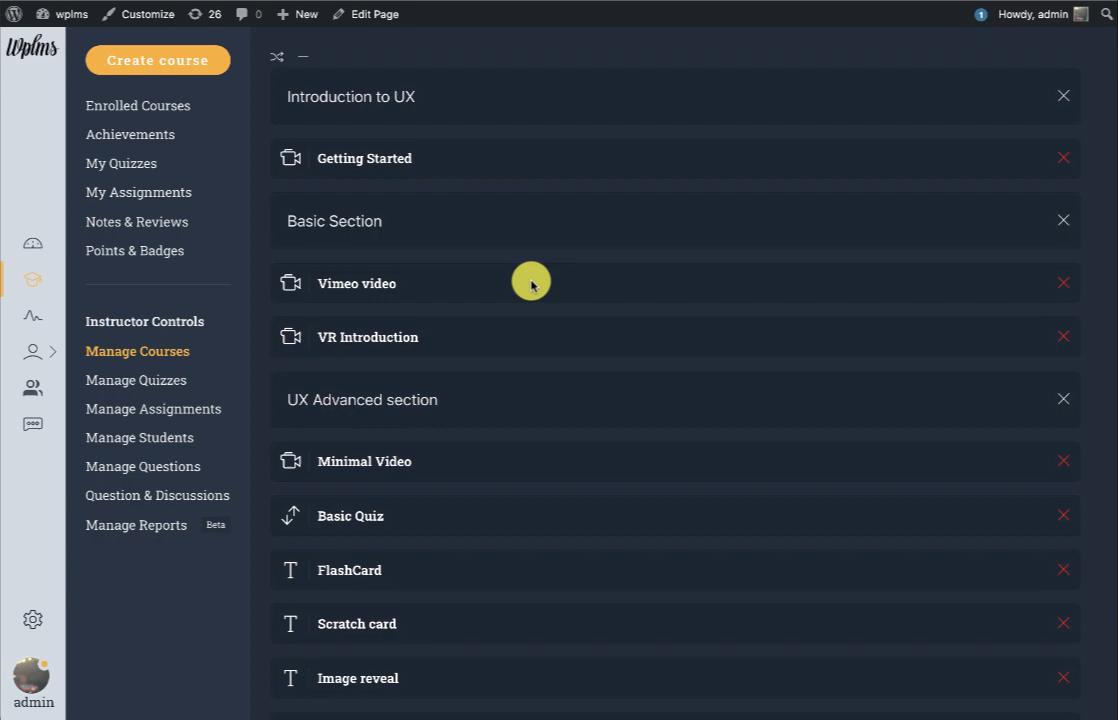 wplms
Customize
26
0
New
Edit Page
1
Howdy, admin
Wplms
Create course
Enrolled Courses
Achievements
My Quizzes
My Assignments
Notes & Reviews
Points & Badges
Instructor Controls
Manage Courses
Manage Quizzes
Manage Assignments
Manage Students
Manage Questions
Question & Discussions
Manage Reports Beta
admin
Introduction to UX
Getting Started
Basic Section
Vimeo video
VR Introduction
UX Advanced section
Minimal Video
Basic Quiz
FlashCard
Scratch card
Image reveal